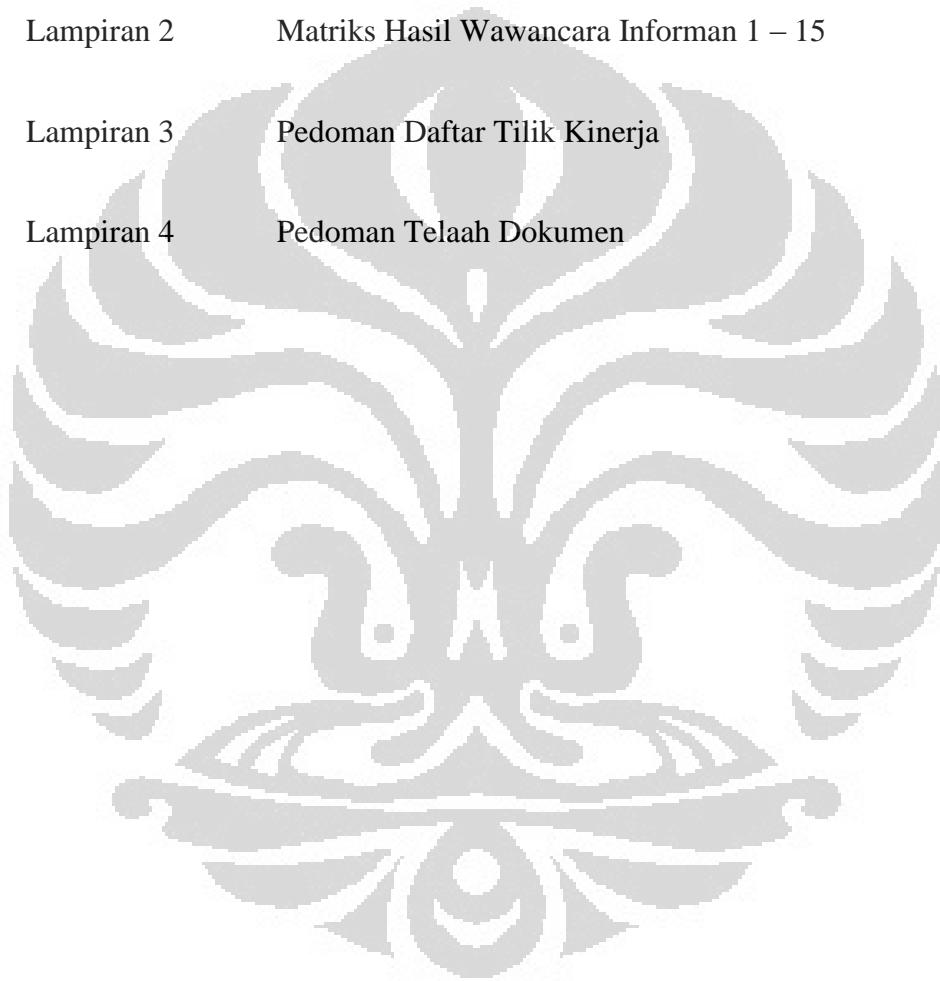 Lampiran 2 Matriks Hasil Wawancara Informan 1 – 15
Lampiran 3 Pedoman Daftar Tilik Kinerja
Lampiran 4 Pedoman Telaah Dokumen